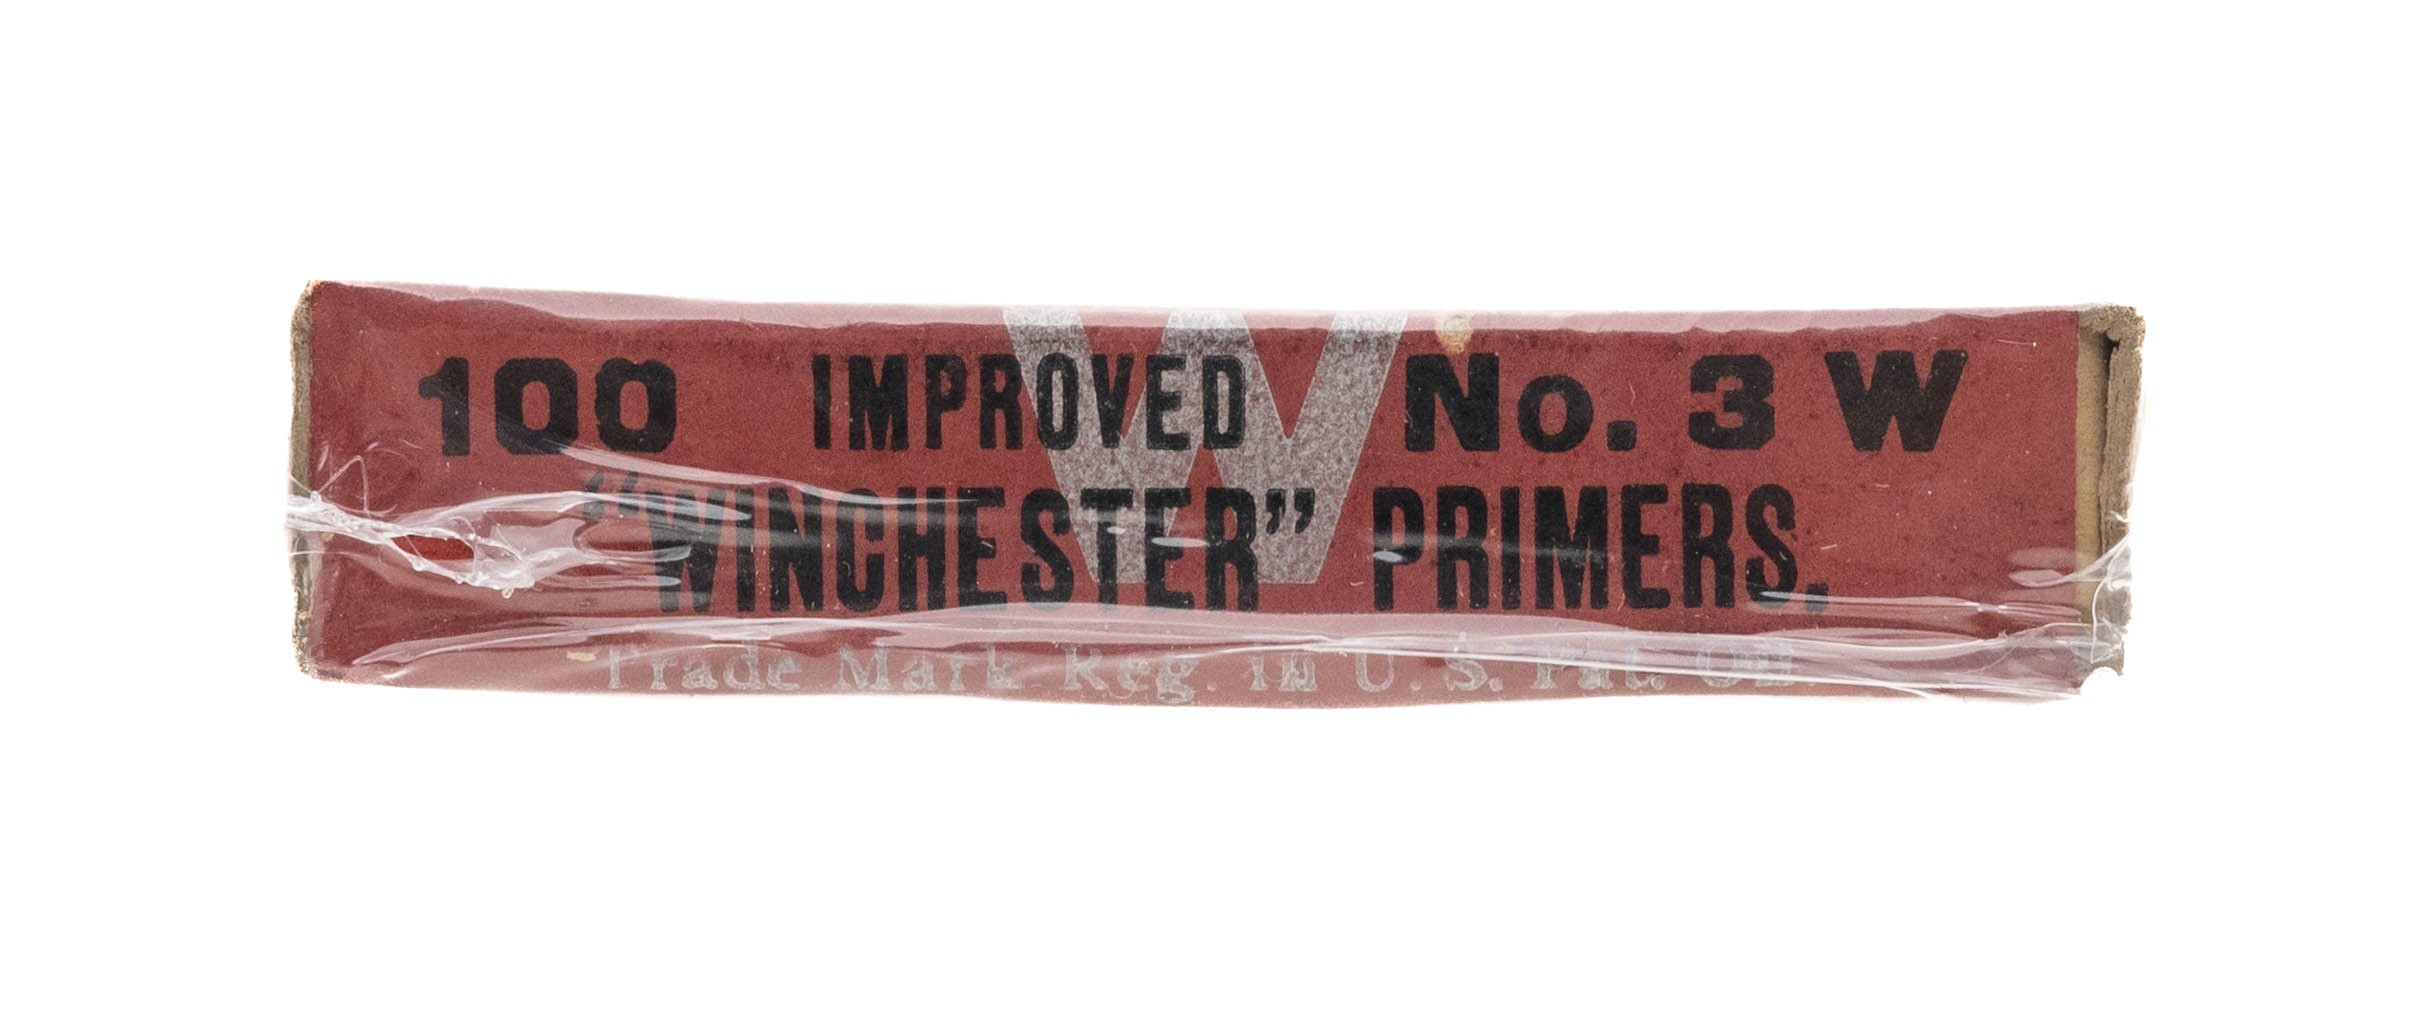 100 IMPROVED No. 3 W
"WINCHESTER" PRIMERS.
Trade Mark Reg. in U.S. Pat. Off.
W